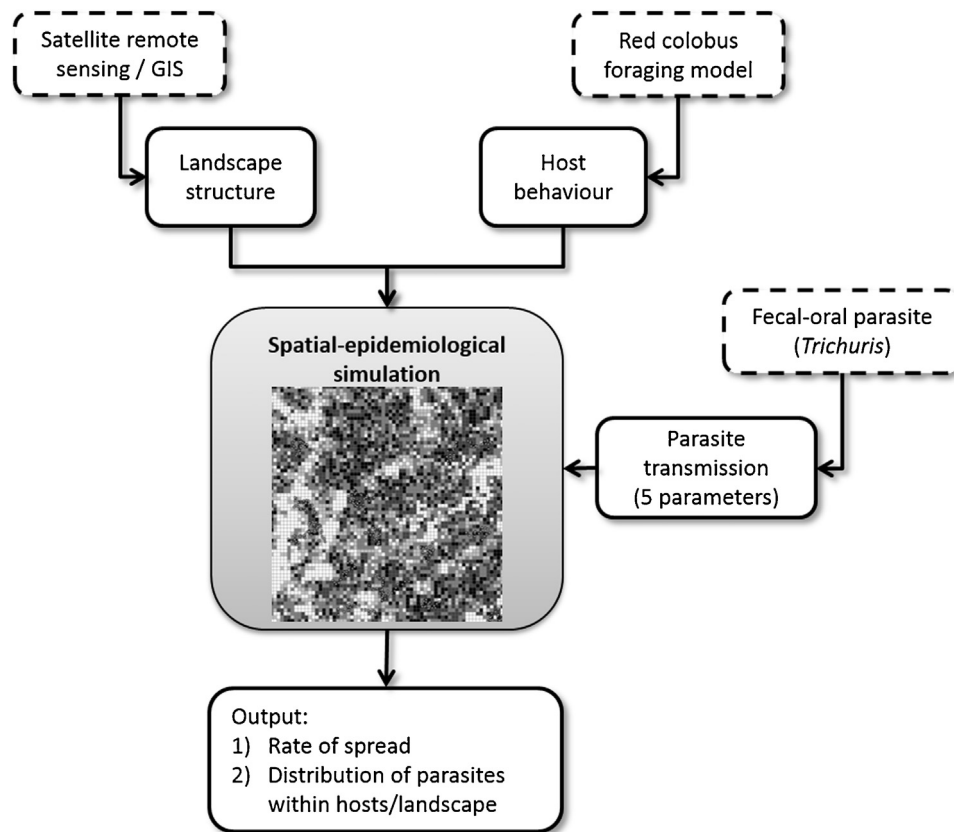 Satellite remote
sensing / GIS
Red colobus
foraging model
Landscape
structure
Host
behaviour
Spatial-epidemiological
simulation
Fecal-oral parasite
(Trichuris)
Parasite
transmission
(5 parameters)
Output:
1) Rate of spread
2) Distribution of parasites
within hosts/landscape